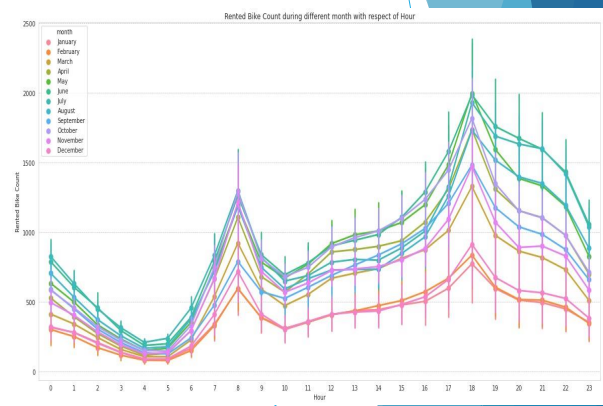 Rented Bike Count during different month with respect of Hour
2500
2000
1500
1000
500
0
Rented Bike Count
month
January
February
March
April
May
June
July
August
September
October
November
December
0 1 2 3 4 5 6 7 8 9 10 11 12 13 14 15 16 17 18 19 20 21 22 23
Hour